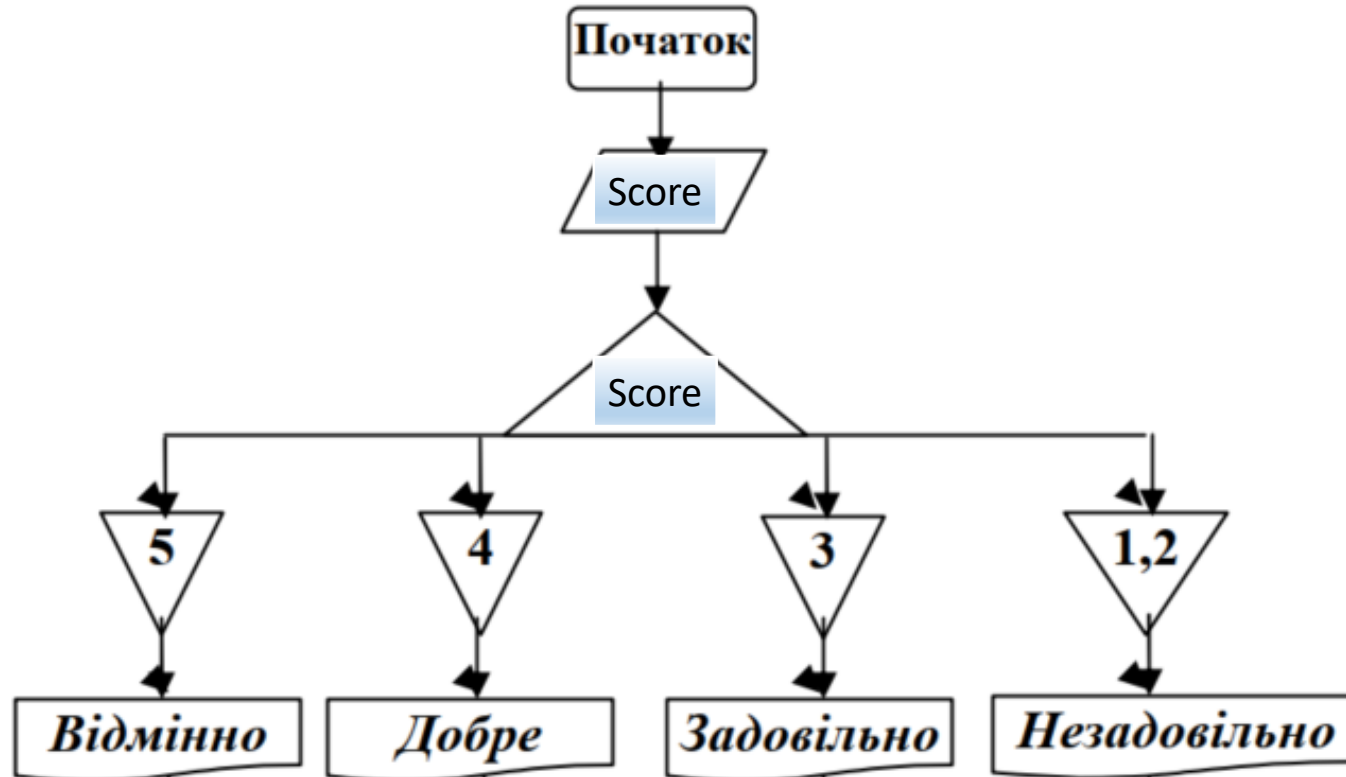 Початок
Score
Score
5
4
3
1,2
Відмінно
Добре
Задовільно
Незадовільно